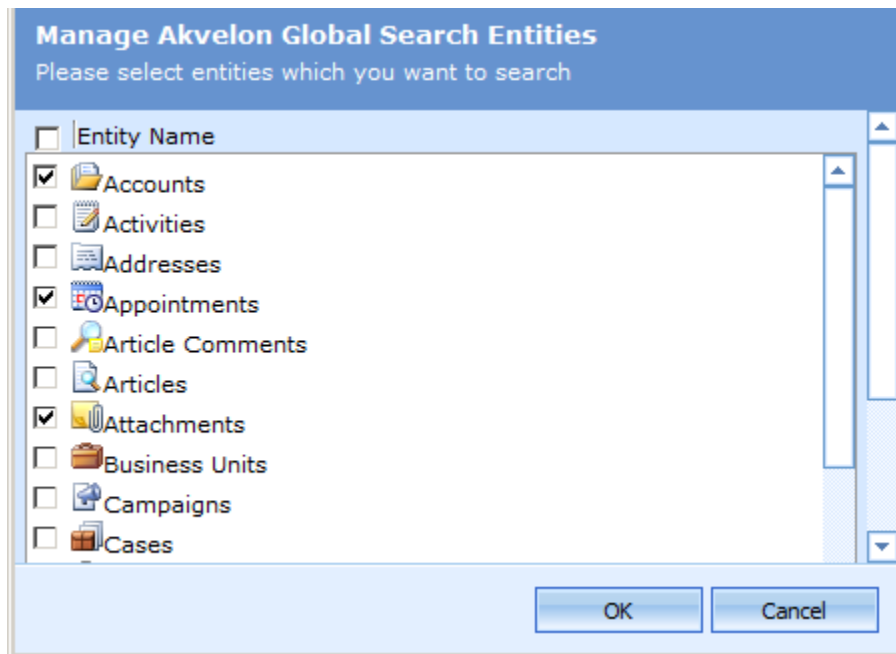 Manage Akvelon Global Search Entities
Please select entities which you want to search
Entity Name
Accounts
Activities
Addresses
Appointments
Article Comments
Articles
Attachments
Business Units
Campaigns
Cases
OK
Cancel